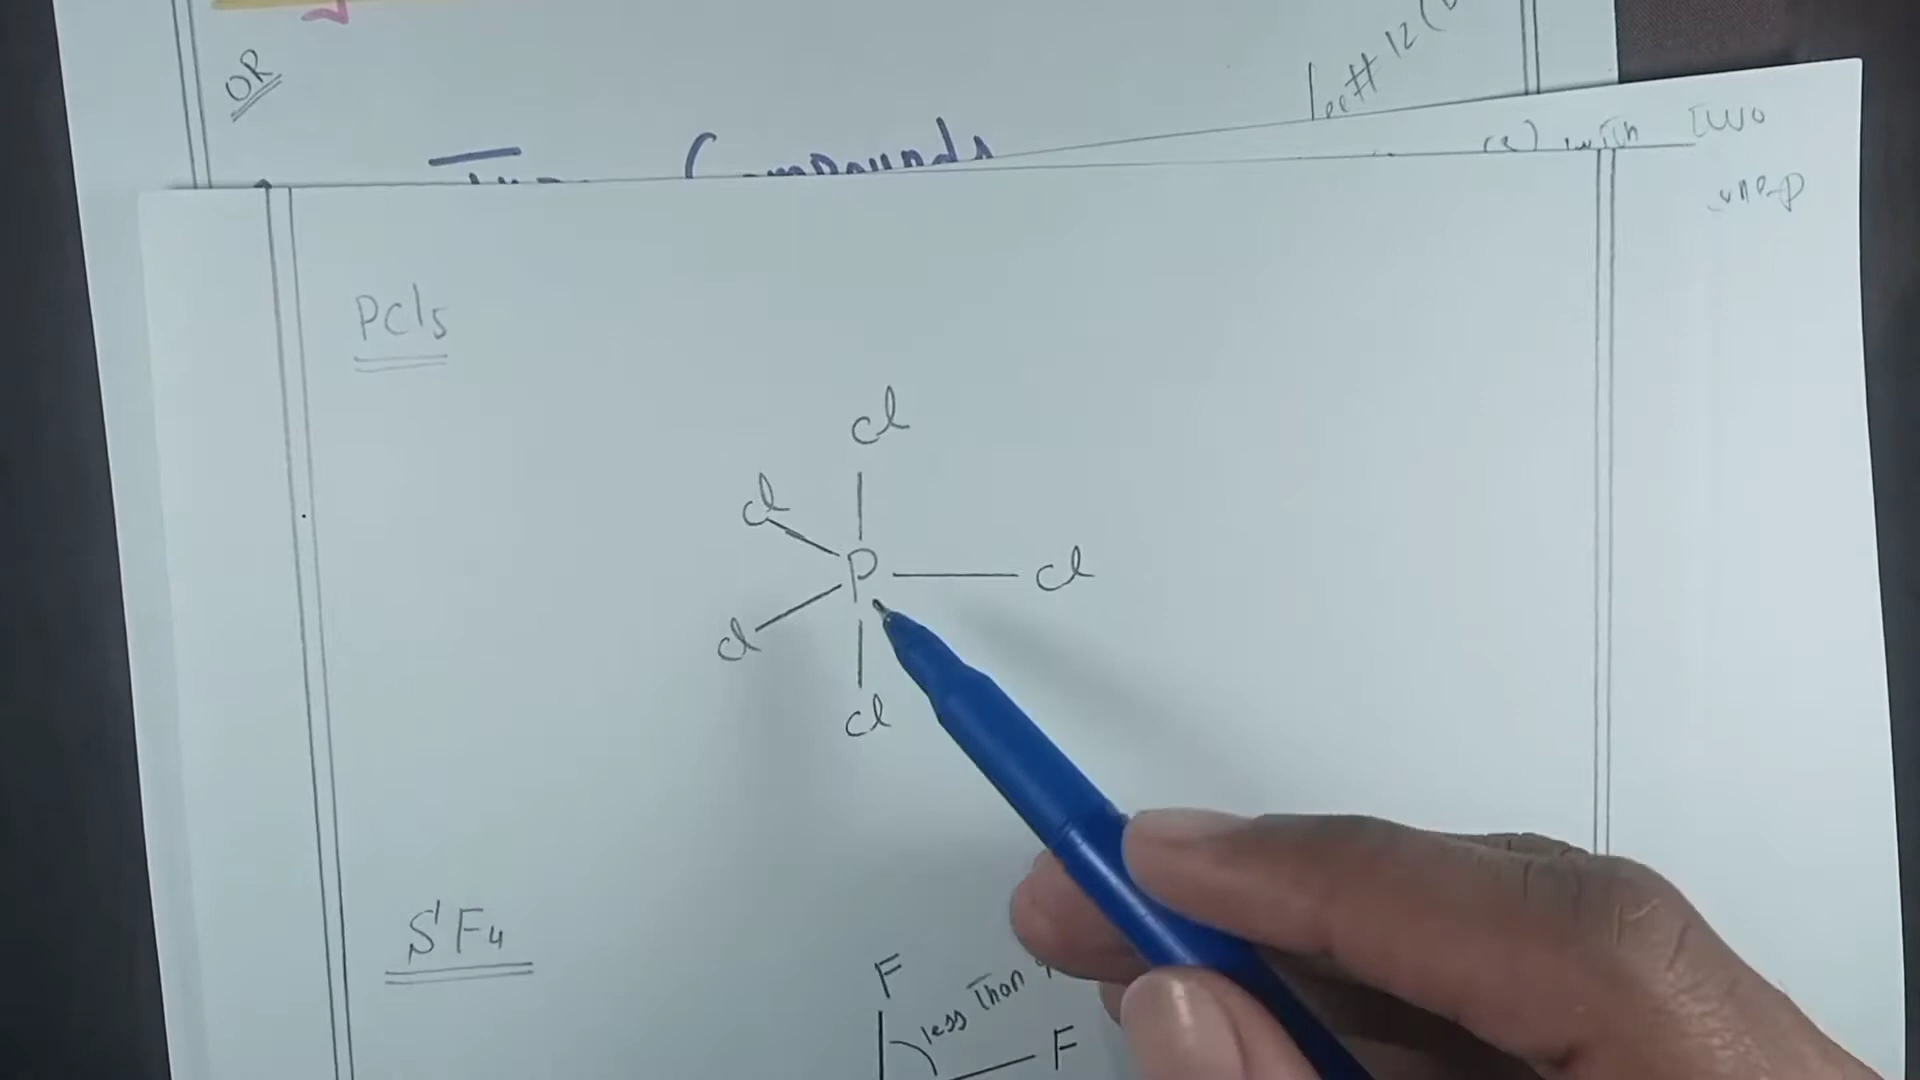 OR
Lec# 12 (
Compounds
(a) with Two
PCl5
Cl
Cl
P Cl
Cl
Cl
SF4
F
less Than
F